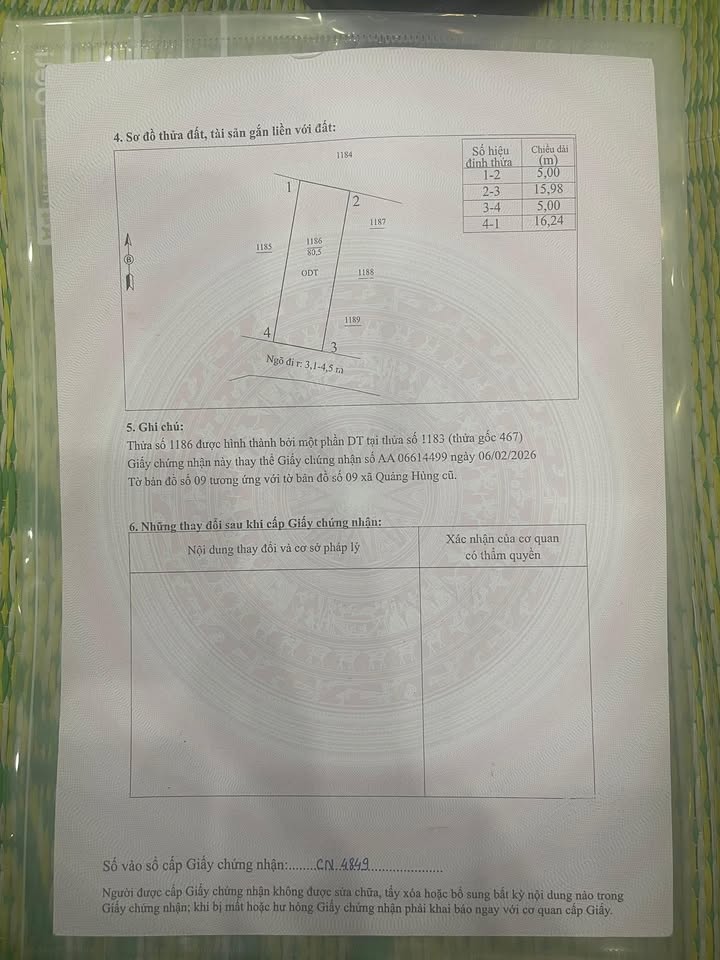 4. Sơ đồ thửa đất, tài sản gắn liền với đất:
1184
Số hiệu đỉnh thửa | Chiều dài (m)
1-2 | 5,00
2-3 | 15,98
3-4 | 5,00
4-1 | 16,24
1
2
1187
1185
1186
80,5
B
ODT
1188
1189
4
3
Ngõ đi r: 3,1-4,5 m
5. Ghi chú:
Thửa số 1186 được hình thành bởi một phần DT tại thửa số 1183 (thửa gốc 467)
Giấy chứng nhận này thay thế Giấy chứng nhận số AA 06614499 ngày 06/02/2026
Tờ bản đồ số 09 tương ứng với tờ bản đồ số 09 xã Quảng Hùng cũ.
6. Những thay đổi sau khi cấp Giấy chứng nhận:
Nội dung thay đổi và cơ sở pháp lý | Xác nhận của cơ quan có thẩm quyền
Số vào sổ cấp Giấy chứng nhận:.......CN 4849...................
Người được cấp Giấy chứng nhận không được sửa chữa, tẩy xóa hoặc bổ sung bất kỳ nội dung nào trong
Giấy chứng nhận; khi bị mất hoặc hư hỏng Giấy chứng nhận phải khai báo ngay với cơ quan cấp Giấy.